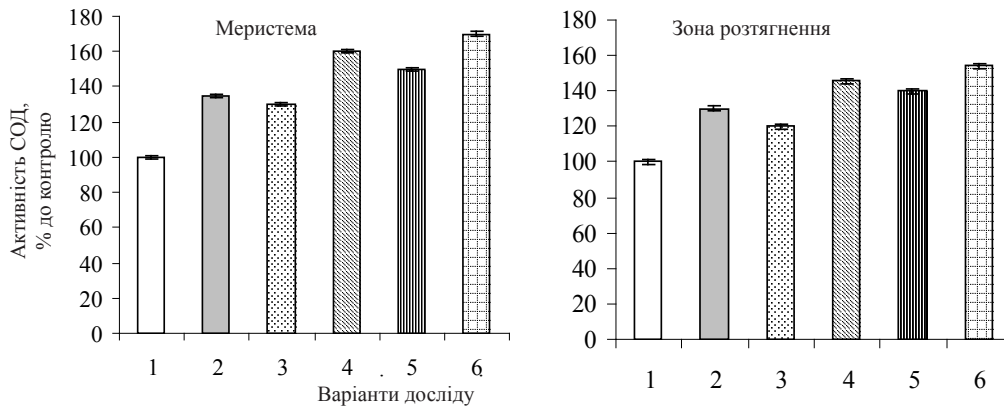 Меристема
Активність СОД,
% до контролю
180
160
140
120
100
80
60
40
20
0
1 2 3 4 5 6
Варіанти досліду
Зона розтягнення
180
160
140
120
100
80
60
40
20
0
1 2 3 4 5 6